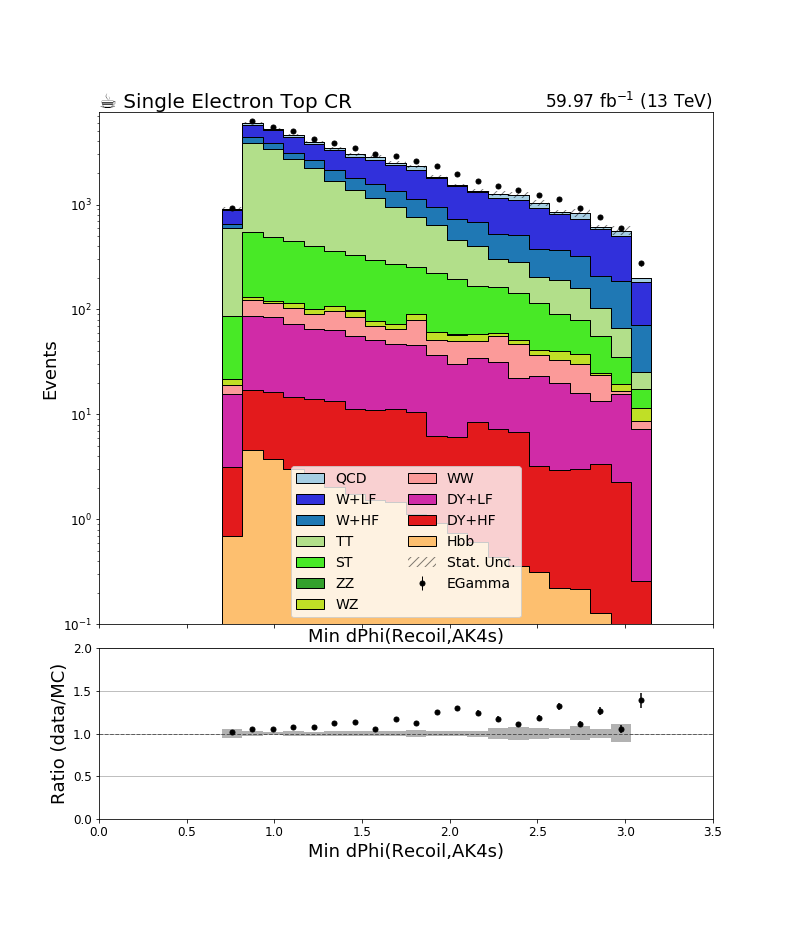 ☕ Single Electron Top CR
59.97 fb⁻¹ (13 TeV)
Events
10³
10²
10¹
10⁰
10⁻¹
QCD
W+LF
W+HF
TT
ST
ZZ
WZ
WW
DY+LF
DY+HF
Hbb
Stat. Unc.
EGamma
Min dPhi(Recoil,AK4s)
Ratio (data/MC)
2.0
1.5
1.0
0.5
0.0
0.0 0.5 1.0 1.5 2.0 2.5 3.0 3.5
Min dPhi(Recoil,AK4s)